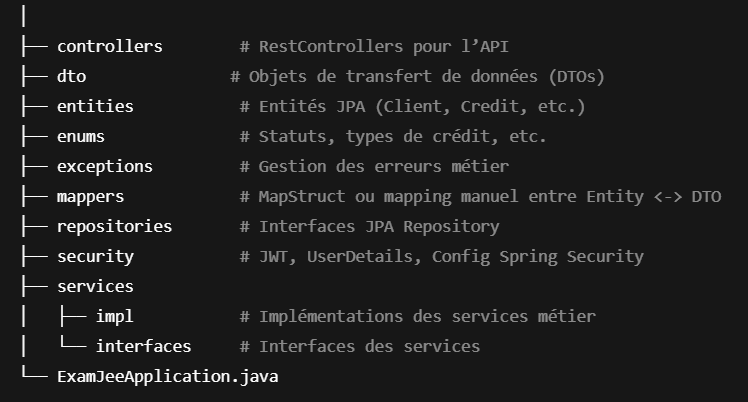 │
├── controllers        # RestControllers pour l’API
├── dto               # Objets de transfert de données (DTOs)
├── entities           # Entités JPA (Client, Credit, etc.)
├── enums              # Statuts, types de crédit, etc.
├── exceptions         # Gestion des erreurs métier
├── mappers            # MapStruct ou mapping manuel entre Entity <-> DTO
├── repositories       # Interfaces JPA Repository
├── security           # JWT, UserDetails, Config Spring Security
├── services
│   ├── impl           # Implémentations des services métier
│   └── interfaces     # Interfaces des services
└── ExamJeeApplication.java